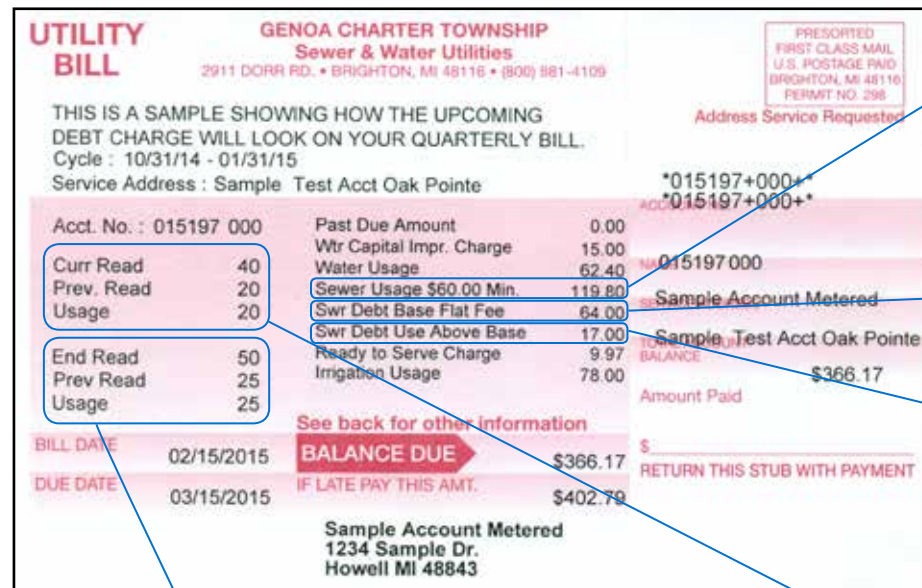 UTILITY
BILL
GENOA CHARTER TOWNSHIP
Sewer & Water Utilities
2911 DORR RD. • BRIGHTON, MI 48116 • (800) 881-4109
PRESORTED
FIRST CLASS MAIL
U.S. POSTAGE PAID
BRIGHTON, MI 48116
PERMIT NO. 298
Address Service Requested
THIS IS A SAMPLE SHOWING HOW THE UPCOMING
DEBT CHARGE WILL LOOK ON YOUR QUARTERLY BILL.
Cycle : 10/31/14 - 01/31/15
Service Address : Sample Test Acct Oak Pointe
Acct. No. : 015197 000
Curr Read 40
Prev. Read 20
Usage 20
End Read 50
Prev Read 25
Usage 25
Past Due Amount 0.00
Wtr Capital Impr. Charge 15.00
Water Usage 62.40
Sewer Usage $60.00 Min. 119.80
Swr Debt Base Flat Fee 64.00
Swr Debt Use Above Base 17.00
Ready to Serve Charge 9.97
Irrigation Usage 78.00
See back for other information
BILL DATE 02/15/2015
BALANCE DUE $366.17
DUE DATE 03/15/2015
IF LATE PAY THIS AMT. $402.79
Sample Account Metered
1234 Sample Dr.
Howell MI 48843
*015197+000+*
*015197+000+*
015197 000
Sample Account Metered
Sample Test Acct Oak Pointe
BALANCE
$366.17
Amount Paid
$
RETURN THIS STUB WITH PAYMENT